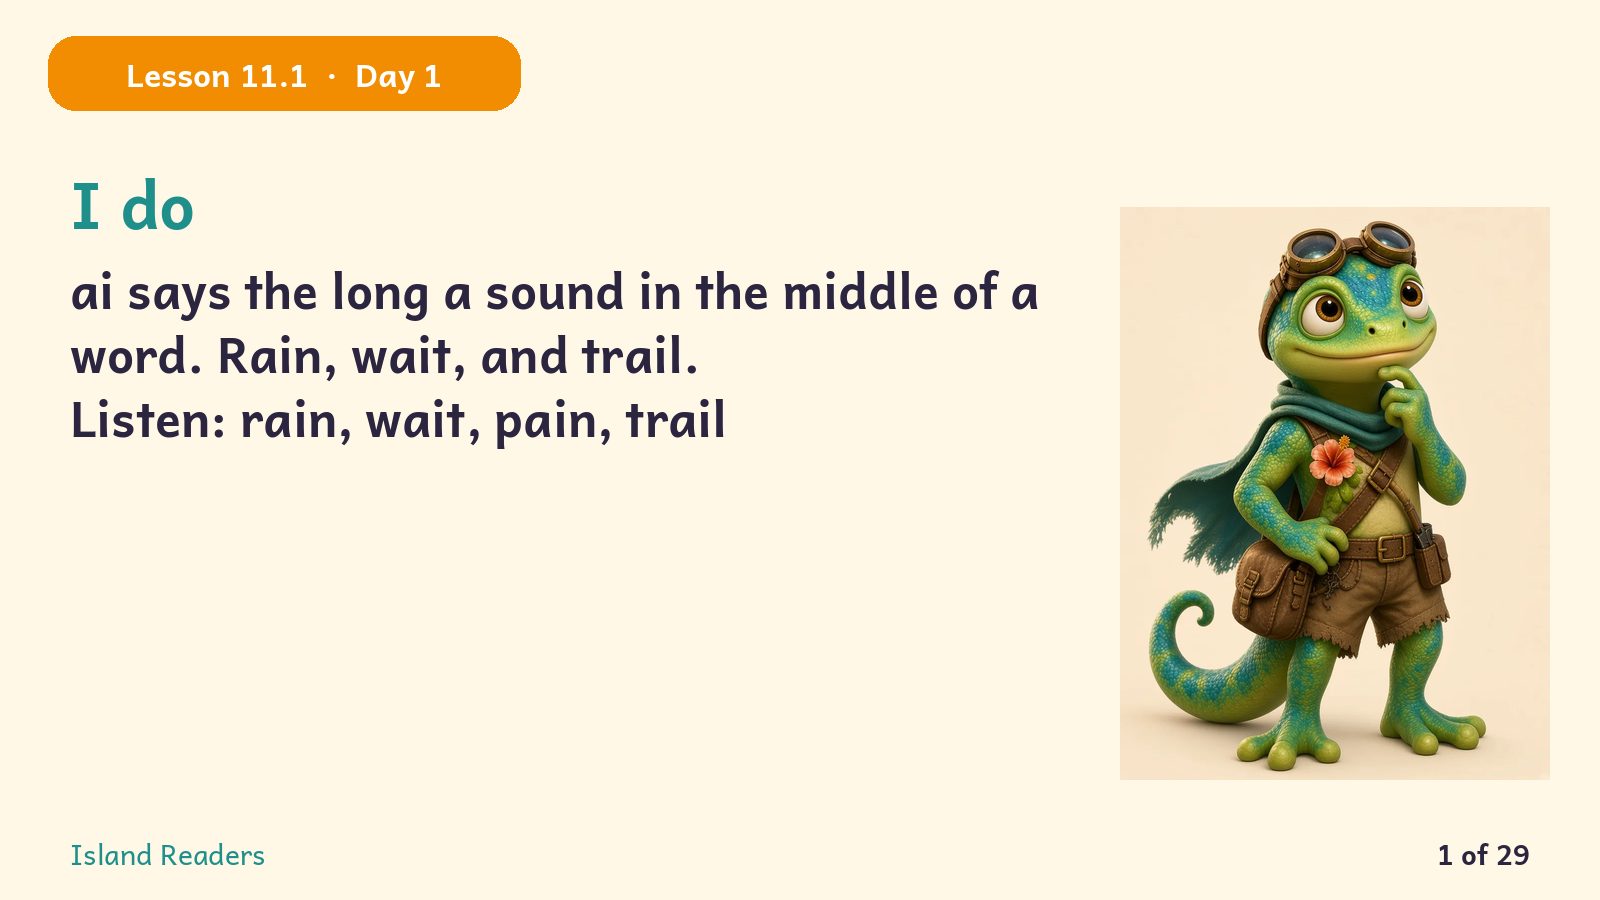 Lesson 11.1 · Day 1
I do
ai says the long a sound in the middle of a
word. Rain, wait, and trail.
Listen: rain, wait, pain, trail
Island Readers
1 of 29